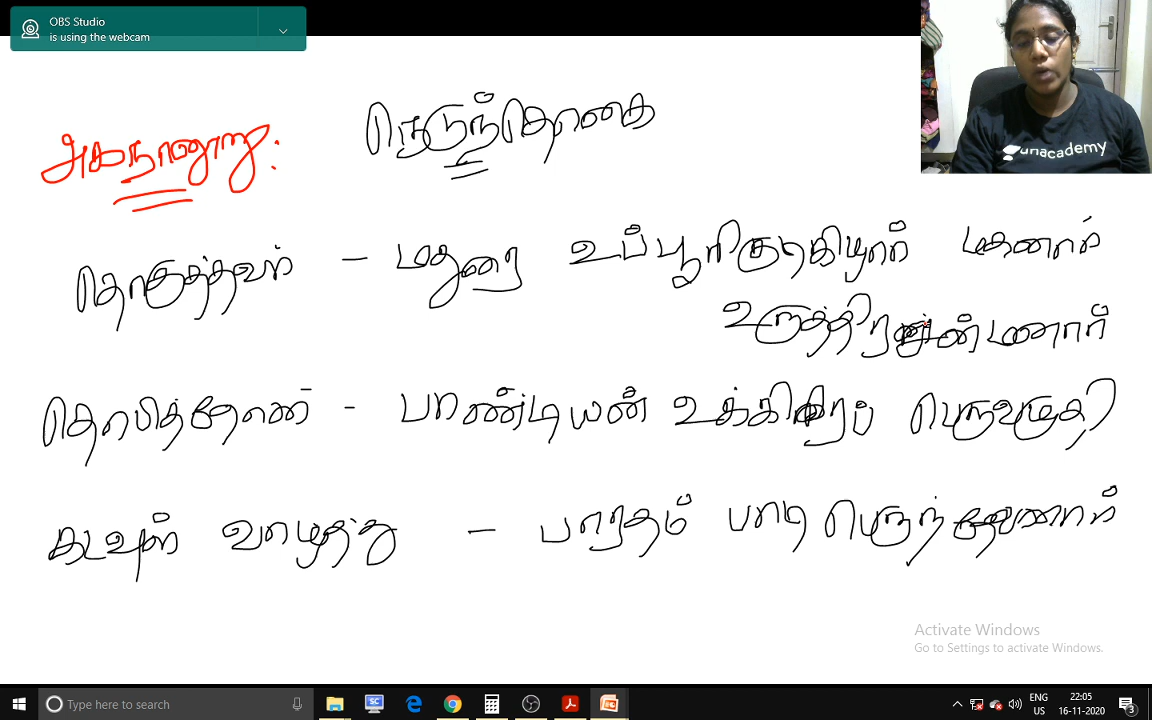 OBS Studio
is using the webcam
unacademy
அகநானூறு: நெடுந்தொகை
தொகுத்தவர் - மதுரை உப்பூரிகுடிகிழார் மகனார்
உருத்திரசன்மனார்
தொகுபித்தோன் - பாண்டியன் உக்கிரப் பெருவழுதி
கடவுள் வாழ்த்து - பாரதம் பாடி பெருந்தேவனார்
Activate Windows
Go to Settings to activate Windows.
Type here to search
ENG
US
22:05
16-11-2020
3